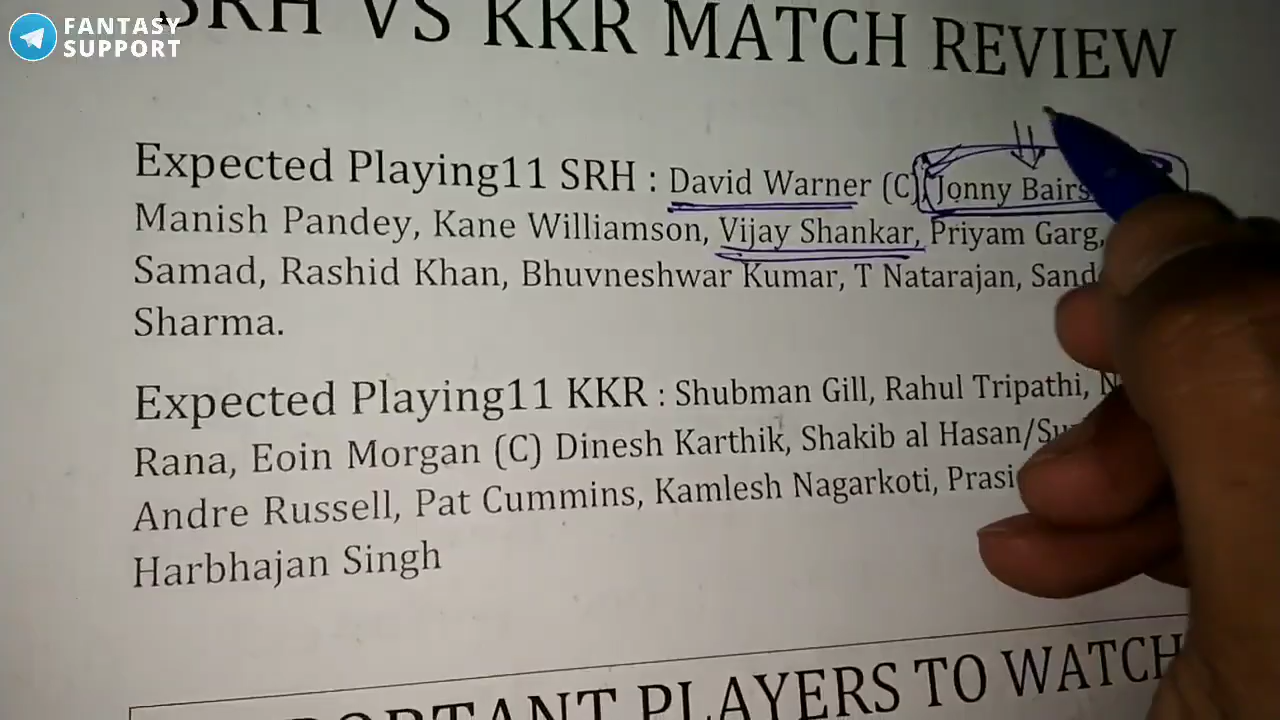 FANTASY
SUPPORT
SRH VS KKR MATCH REVIEW
Expected Playing11 SRH : David Warner (C) (Jonny Bairs
Manish Pandey, Kane Williamson, Vijay Shankar, Priyam Garg,
Samad, Rashid Khan, Bhuvneshwar Kumar, T Natarajan, Sand
Sharma.
Expected Playing11 KKR : Shubman Gill, Rahul Tripathi, N
Rana, Eoin Morgan (C) Dinesh Karthik, Shakib al Hasan/Su
Andre Russell, Pat Cummins, Kamlesh Nagarkoti, Prasi
Harbhajan Singh
PORTANT PLAYERS TO WATCH